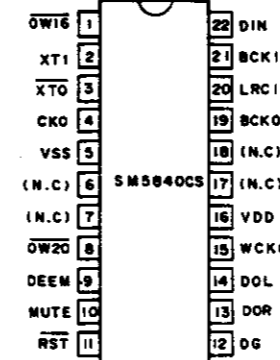 OW16 1 22 DIN
XTI 2 21 BCKI
XTO 3 20 LRCI
CKO 4 19 BCKO
VSS 5 18 (N.C)
(N.C) 6 SM5840CS 17 (N.C)
(N.C) 7 16 VDD
OW20 8 15 WCKO
DEEM 9 14 DOL
MUTE 10 13 DOR
RST 11 12 DG